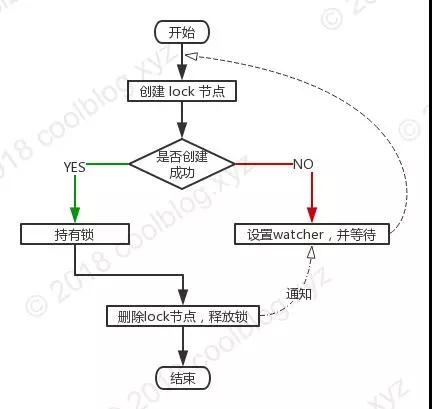 开始
创建 lock 节点
是否创建
成功
YES
NO
持有锁
设置watcher，并等待
通知
删除lock节点，释放锁
结束
© 2018 coolblog.xyz